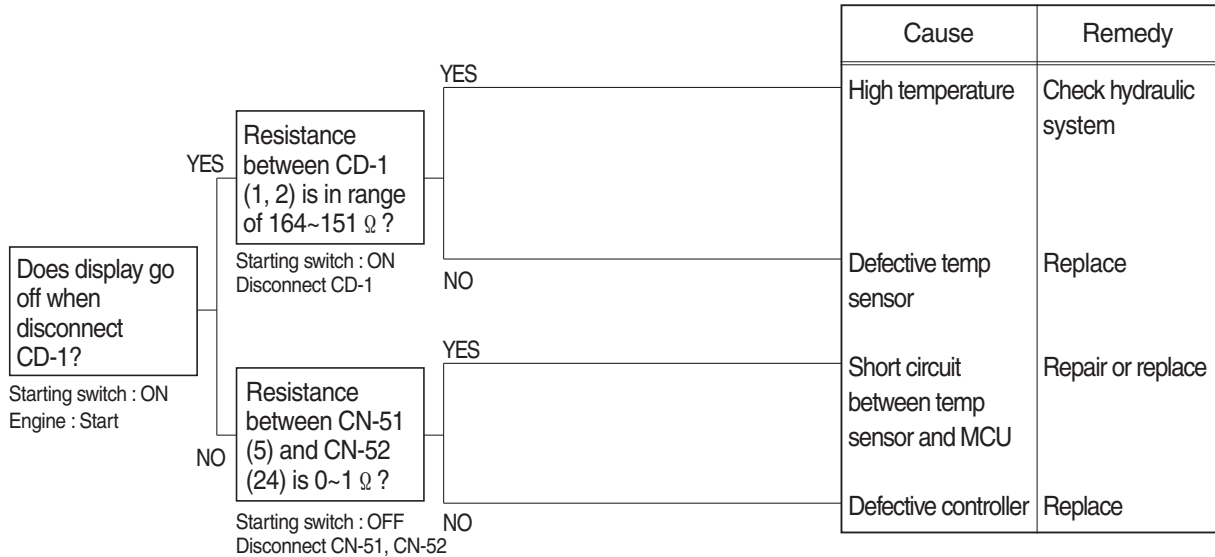 Cause
Remedy
YES
High temperature
Check hydraulic
system
Resistance
between CD-1
(1, 2) is in range
of 164~151 Ω ?
YES
Starting switch : ON
Disconnect CD-1
NO
Defective temp
sensor
Replace
Does display go
off when
disconnect
CD-1?
Starting switch : ON
Engine : Start
YES
Short circuit
between temp
sensor and MCU
Repair or replace
Resistance
between CN-51
(5) and CN-52
(24) is 0~1 Ω ?
NO
Starting switch : OFF
Disconnect CN-51, CN-52
NO
Defective controller
Replace